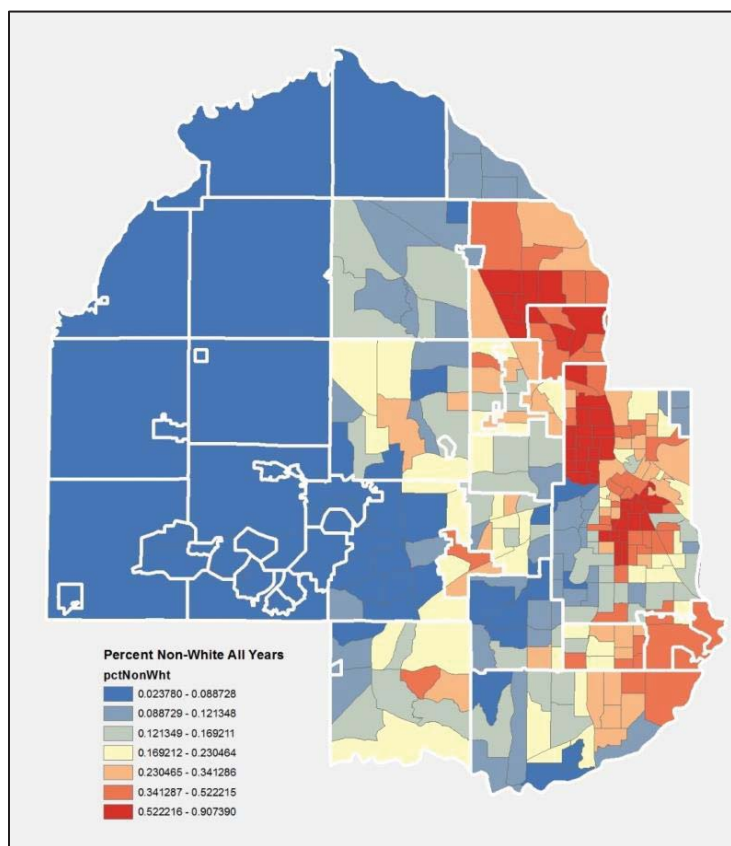 Percent Non-White All Years
pctNonWht
0.023780 - 0.088728
0.088729 - 0.121348
0.121349 - 0.169211
0.169212 - 0.230464
0.230465 - 0.341286
0.341287 - 0.522215
0.522216 - 0.907390